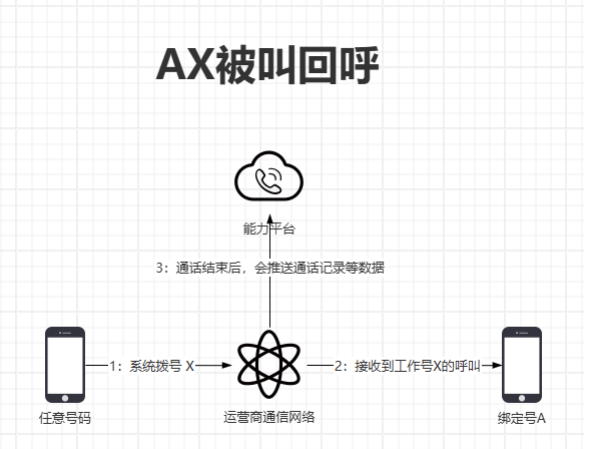 AX被叫回呼
能力平台
3：通话结束后，会推送通话记录等数据
1：系统拨号 X
2：接收到工作号X的呼叫
任意号码
运营商通信网络
绑定号A